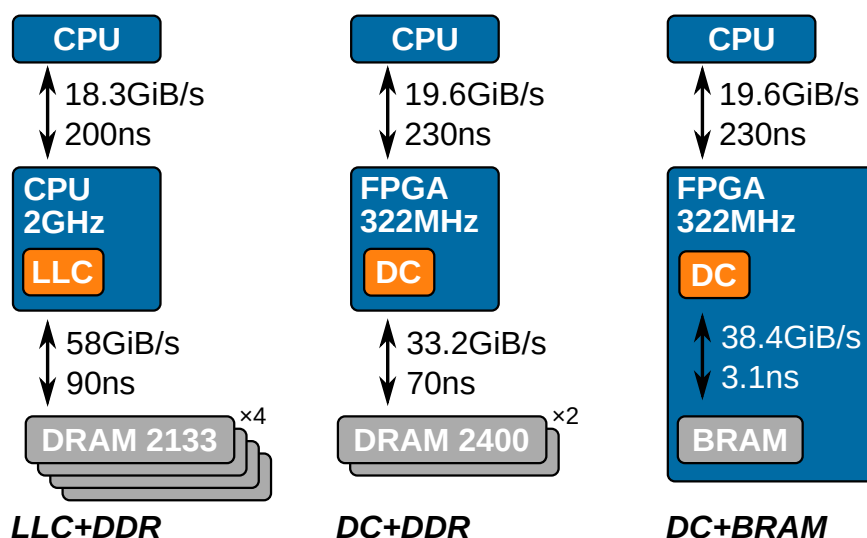 CPU
18.3GiB/s
200ns
CPU
2GHz
LLC
58GiB/s
90ns
DRAM 2133
×4
LLC+DDR
CPU
19.6GiB/s
230ns
FPGA
322MHz
DC
33.2GiB/s
70ns
DRAM 2400
×2
DC+DDR
CPU
19.6GiB/s
230ns
FPGA
322MHz
DC
38.4GiB/s
3.1ns
BRAM
DC+BRAM